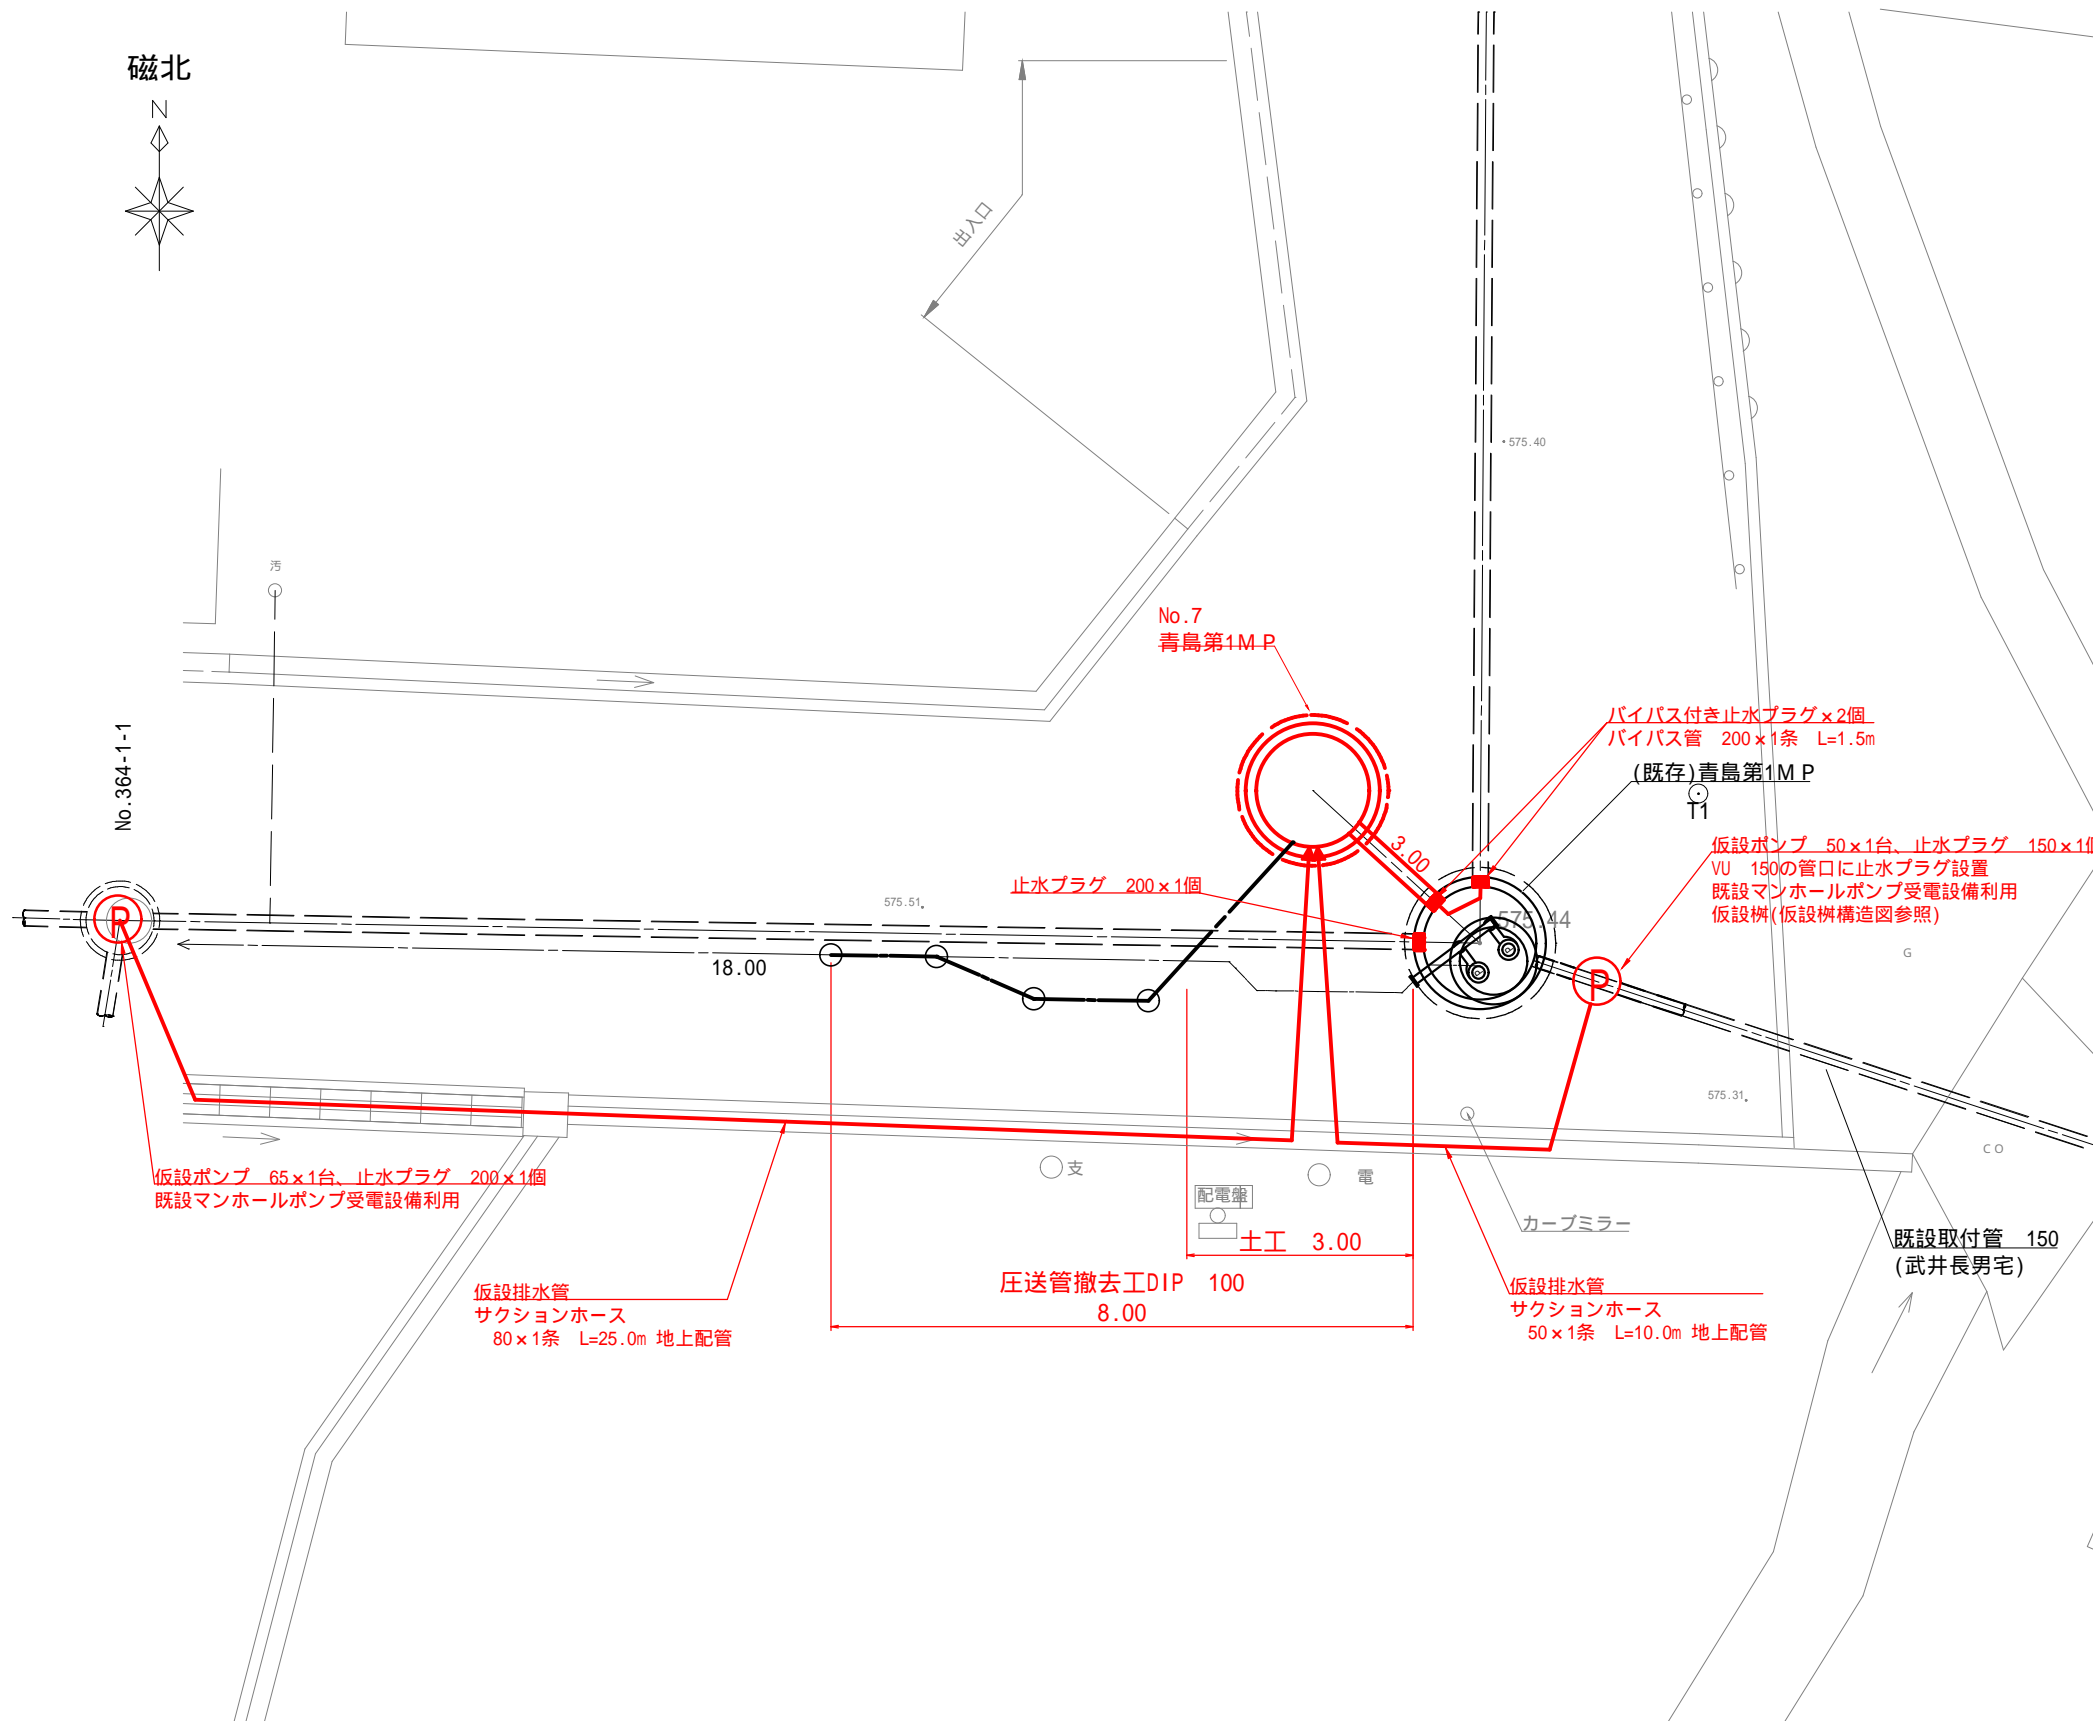 磁北
N
出入口
575.40
汚
No.7
青島第1MP
バイパス付き止水プラグ×2個
バイパス管　200×1条　L=1.5m
(既存)青島第1MP
T1
No.364-1-1
3.00
仮設ポンプ　50×1台、止水プラグ　150×1
VU　150の管口に止水プラグ設置
既設マンホールポンプ受電設備利用
仮設桝(仮設桝構造図参照)
止水プラグ　200×1個
575.51
575.44
P
P
G
18.00
575.31
CO
仮設ポンプ　65×1台、止水プラグ　200×1個
既設マンホールポンプ受電設備利用
支
電
配電盤
カーブミラー
土工　3.00
既設取付管　150
(武井長男宅)
圧送管撤去工DIP　100
8.00
仮設排水管
サクションホース
80×1条　L=25.0m 地上配管
仮設排水管
サクションホース
50×1条　L=10.0m 地上配管